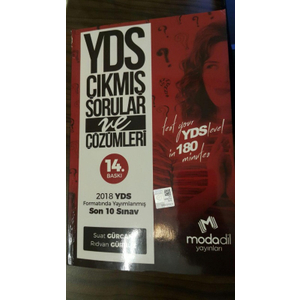 YDS
ÇIKMIŞ
SORULAR
ve
ÇÖZÜMLERİ
14.
BASKI
2018 YDS
Formatında Yayımlanmış
Son 10 Sınav
Suat
Rıdvan
test your
YDS level
in 180
minutes
M
modadil
yayınları